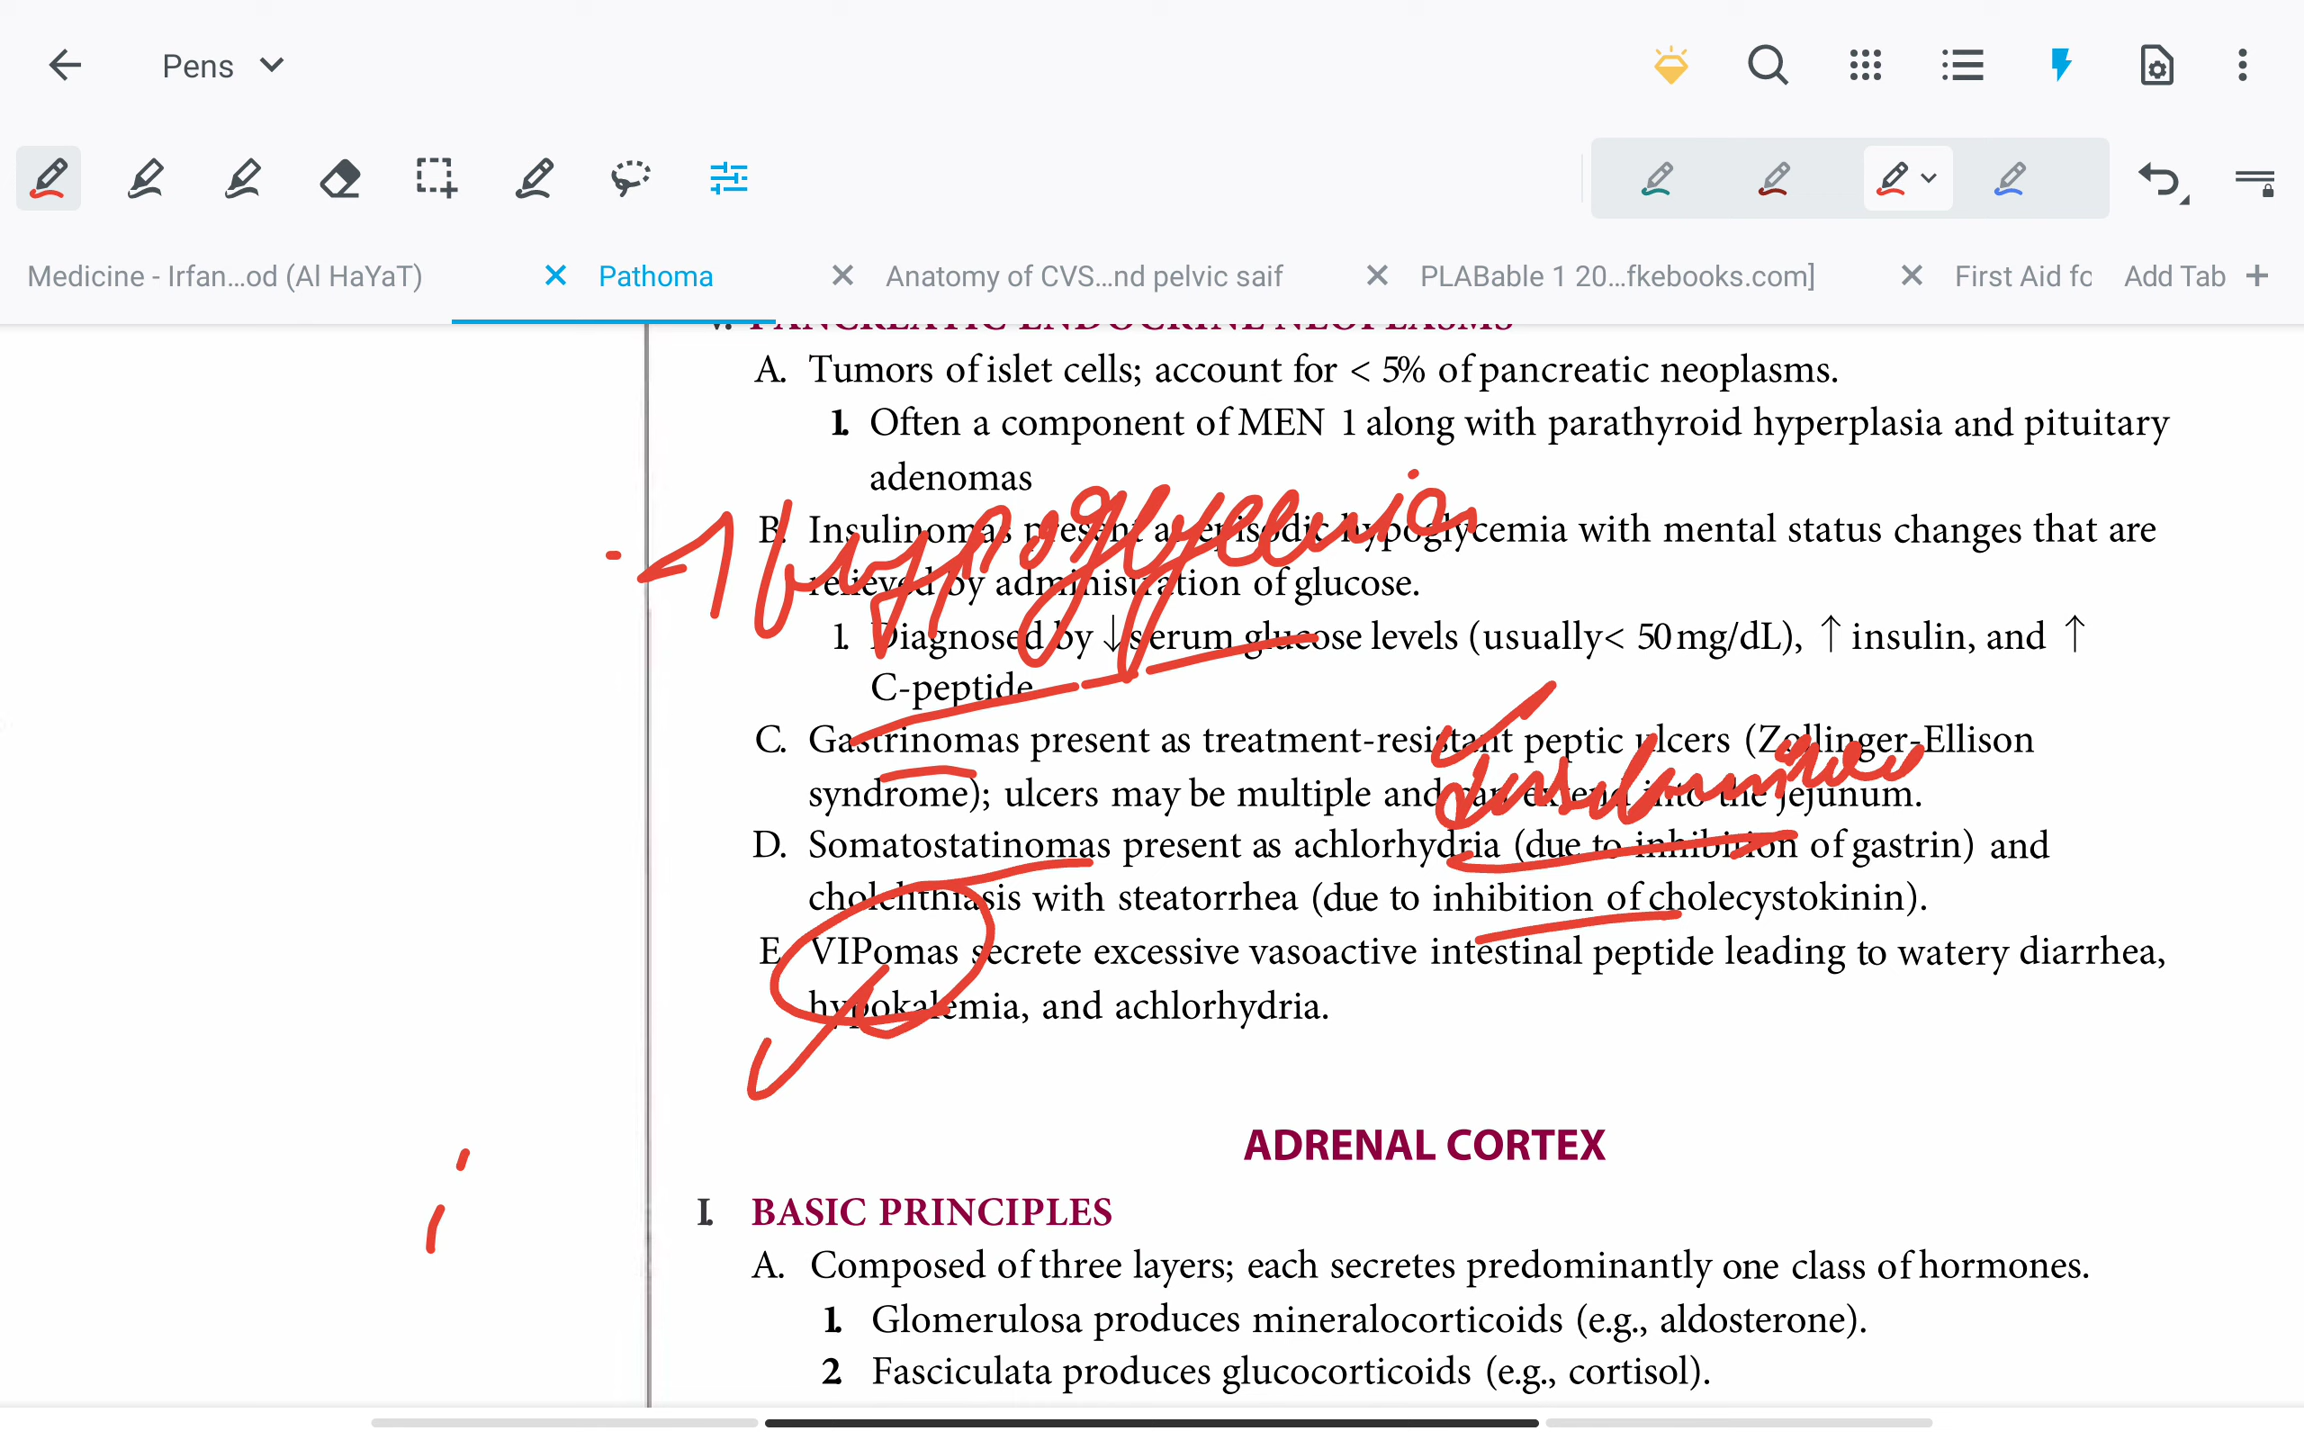 Pens
Medicine - Irfan...od (Al HaYaT)
Pathoma
Anatomy of CVS...nd pelvic saif
PLABable 1 20...fkebooks.com]
First Aid fc
Add Tab
V. PANCREATIC ENDOCRINE NEOPLASMS
A. Tumors of islet cells; account for < 5% of pancreatic neoplasms.
1. Often a component of MEN 1 along with parathyroid hyperplasia and pituitary
adenomas
B. Insulinomas present as episodic hypoglycemia with mental status changes that are
relieved by administration of glucose.
1. Diagnosed by ↓ serum glucose levels (usually< 50 mg/dL), ↑ insulin, and ↑
C-peptide
C. Gastrinomas present as treatment-resistant peptic ulcers (Zollinger-Ellison
syndrome); ulcers may be multiple and can extend into the jejunum.
D. Somatostatinomas present as achlorhydria (due to inhibition of gastrin) and
cholelithiasis with steatorrhea (due to inhibition of cholecystokinin).
E. VIPomas secrete excessive vasoactive intestinal peptide leading to watery diarrhea,
hypokalemia, and achlorhydria.
ADRENAL CORTEX
I. BASIC PRINCIPLES
A. Composed of three layers; each secretes predominantly one class of hormones.
1. Glomerulosa produces mineralocorticoids (e.g., aldosterone).
2 Fasciculata produces glucocorticoids (e.g., cortisol).